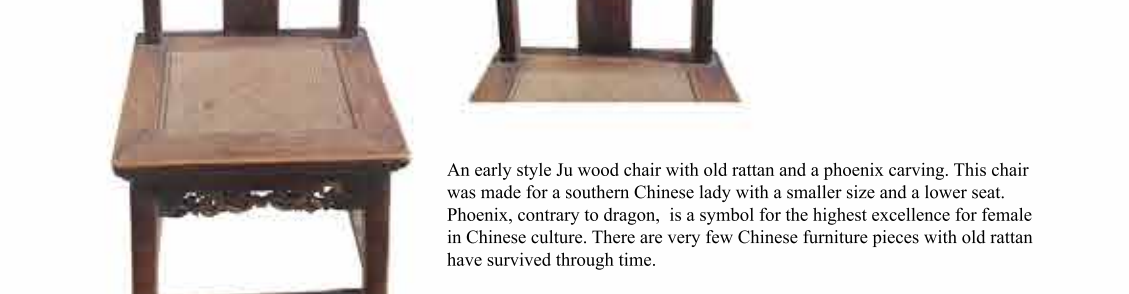 An early style Ju wood chair with old rattan and a phoenix carving. This chair
was made for a southern Chinese lady with a smaller size and a lower seat.
Phoenix, contrary to dragon,  is a symbol for the highest excellence for female
in Chinese culture. There are very few Chinese furniture pieces with old rattan
have survived through time.